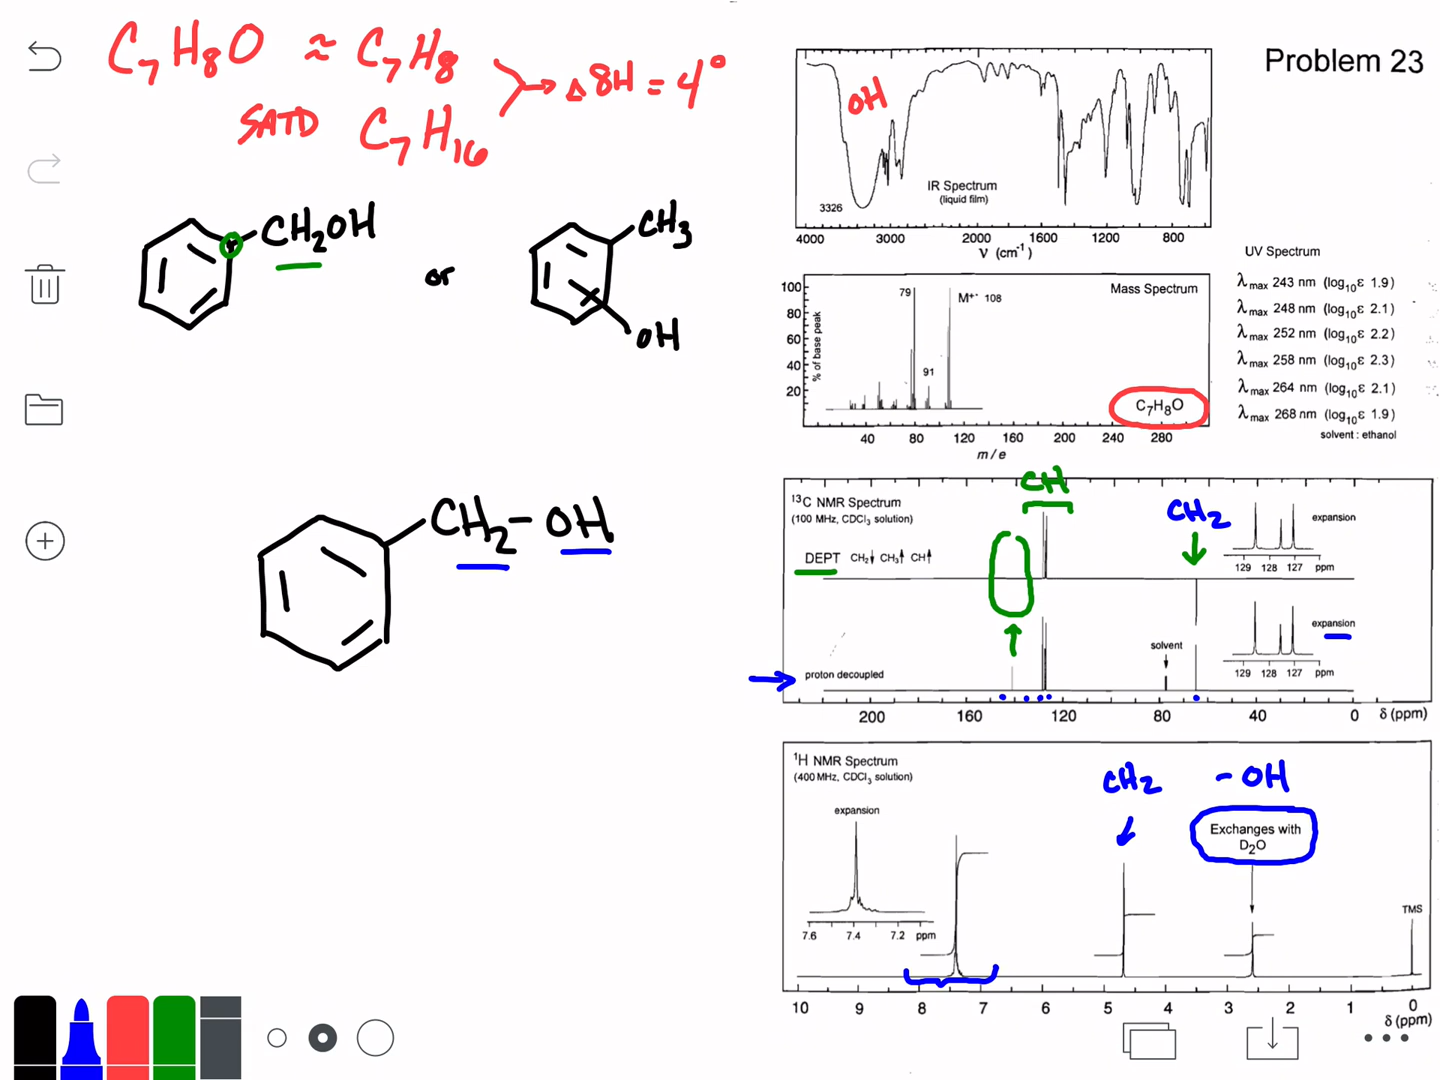 C7H8O ≈ C7H8
SATD C7H16
→ Δ8H = 4°
CH2OH
or
CH3
OH
CH2-OH
Problem 23
OH
3326
IR Spectrum
(liquid film)
4000 3000 2000 1600 1200 800
ν (cm-1)
UV Spectrum
λmax 243 nm (log10ε 1.9)
λmax 248 nm (log10ε 2.1)
λmax 252 nm (log10ε 2.2)
λmax 258 nm (log10ε 2.3)
λmax 264 nm (log10ε 2.1)
λmax 268 nm (log10ε 1.9)
solvent : ethanol
Mass Spectrum
100
80
60
40
20
% of base peak
79
M+· 108
91
C7H8O
40 80 120 160 200 240 280
m / e
CH
13C NMR Spectrum
(100 MHz, CDCl3 solution)
CH2
expansion
DEPT CH2↓ CH3↑ CH↑
129 128 127 ppm
expansion
solvent
proton decoupled
129 128 127 ppm
200 160 120 80 40 0 δ (ppm)
1H NMR Spectrum
(400 MHz, CDCl3 solution)
CH2 -OH
expansion
Exchanges with
D2O
7.6 7.4 7.2 ppm
TMS
10 9 8 7 6 5 4 3 2 1 0
δ (ppm)